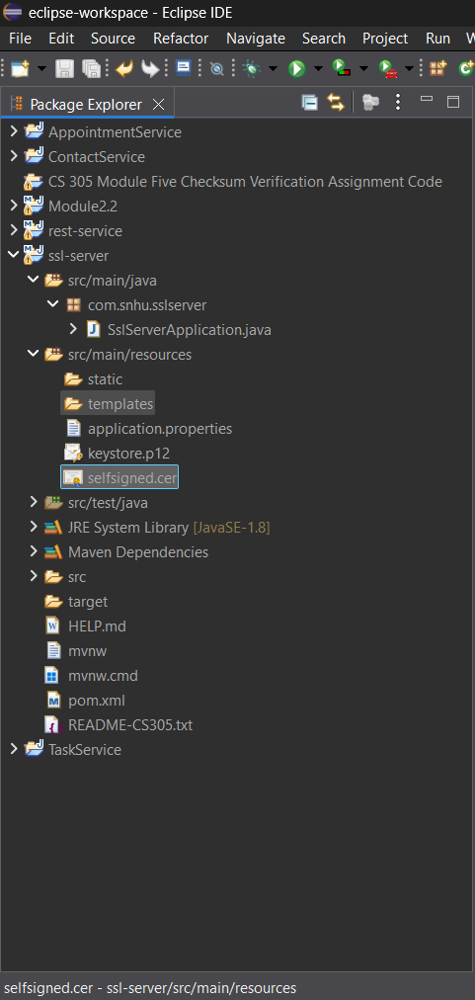 eclipse-workspace - Eclipse IDE
File Edit Source Refactor Navigate Search Project Run
Package Explorer
AppointmentService
ContactService
CS 305 Module Five Checksum Verification Assignment Code
Module2.2
rest-service
ssl-server
src/main/java
com.snhu.sslserver
SslServerApplication.java
src/main/resources
static
templates
application.properties
keystore.p12
selfsigned.cer
src/test/java
JRE System Library [JavaSE-1.8]
Maven Dependencies
src
target
HELP.md
mvnw
mvnw.cmd
pom.xml
README-CS305.txt
TaskService
selfsigned.cer - ssl-server/src/main/resources